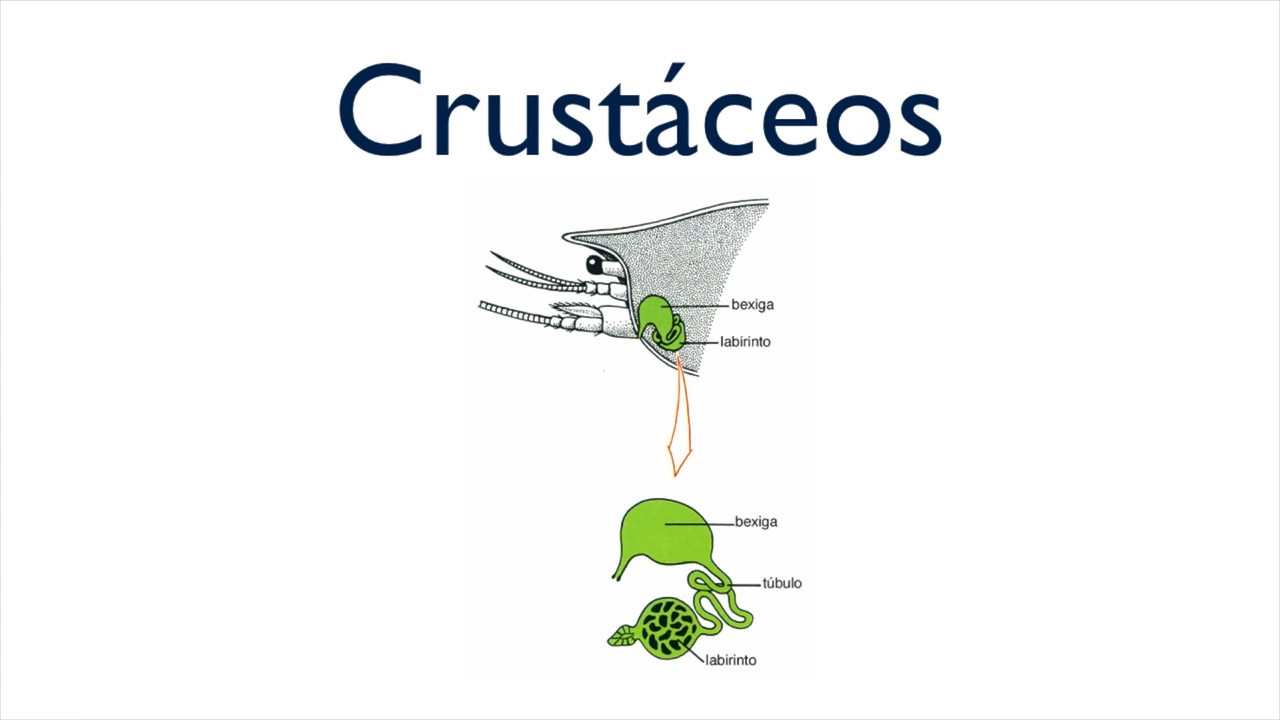 Crustáceos
bexiga
labirinto
bexiga
túbulo
labirinto